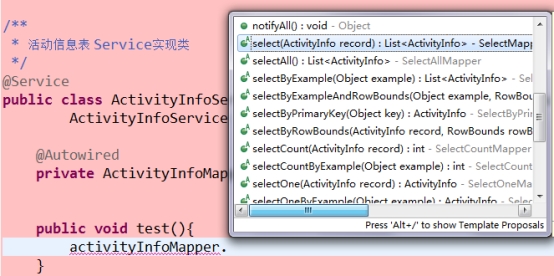 /**
 * 活动信息表 Service实现类
 */
@Service
public class ActivityInfoSe
ActivityInfoService
@Autowired
private ActivityInfoMap
public void test(){
activityInfoMapper.
}
notifyAll() : void - Object
select(ActivityInfo record) : List<ActivityInfo> - SelectMapp
selectAll() : List<ActivityInfo> - SelectAllMapper
selectByExample(Object example) : List<ActivityInfo> - Sel
selectByExampleAndRowBounds(Object example, RowBoun
selectByPrimaryKey(Object key) : ActivityInfo - SelectByPri
selectByRowBounds(ActivityInfo record, RowBounds rowB
selectCount(ActivityInfo record) : int - SelectCountMapper
selectCountByExample(Object example) : int - SelectCount
selectOne(ActivityInfo record) : ActivityInfo - SelectOneMa
selectOneByExample(Object example) : ActivityInfo - Select
Press 'Alt+/' to show Template Proposals